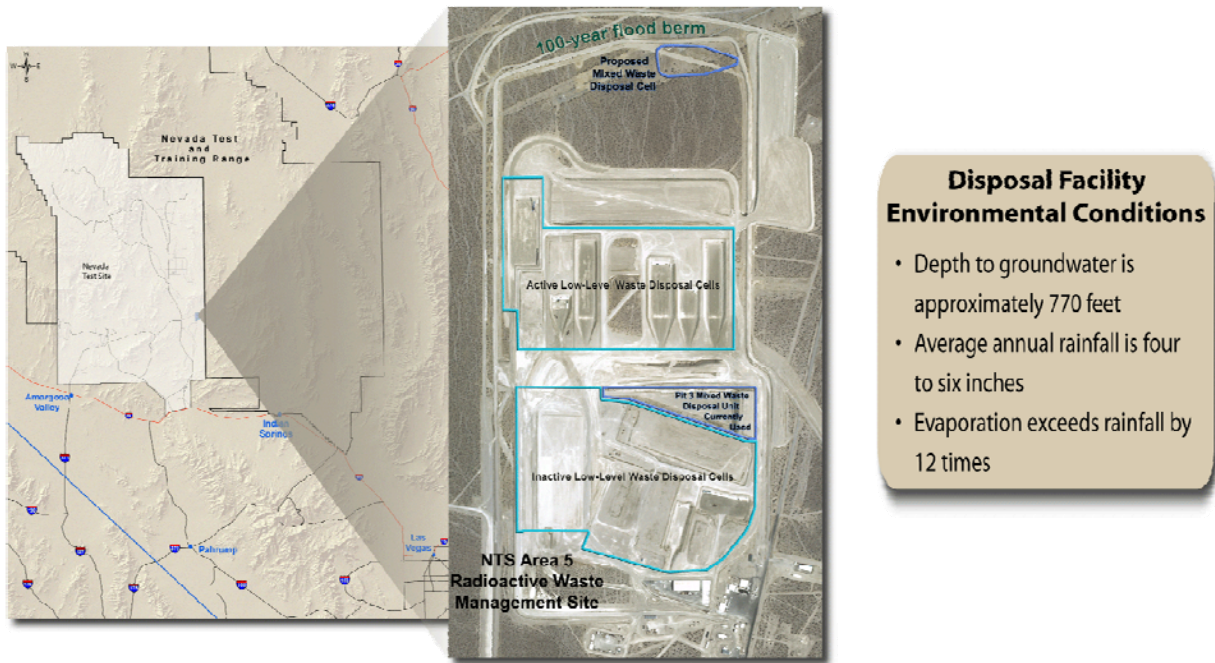 N
W
E
S
Nevada Test
and
Training Range
Nevada
Test Site
Amargosa
Valley
Indian
Springs
Pahrump
Las
Vegas
100-year flood berm
Proposed
Mixed Waste
Disposal Cell
Active Low-Level Waste Disposal Cells
Pit 3 Mixed Waste
Disposal Unit
Currently
Used
Inactive Low-Level Waste Disposal Cells
NTS Area 5
Radioactive Waste
Management Site
Disposal Facility
Environmental Conditions
• Depth to groundwater is
approximately 770 feet
• Average annual rainfall is four
to six inches
• Evaporation exceeds rainfall by
12 times